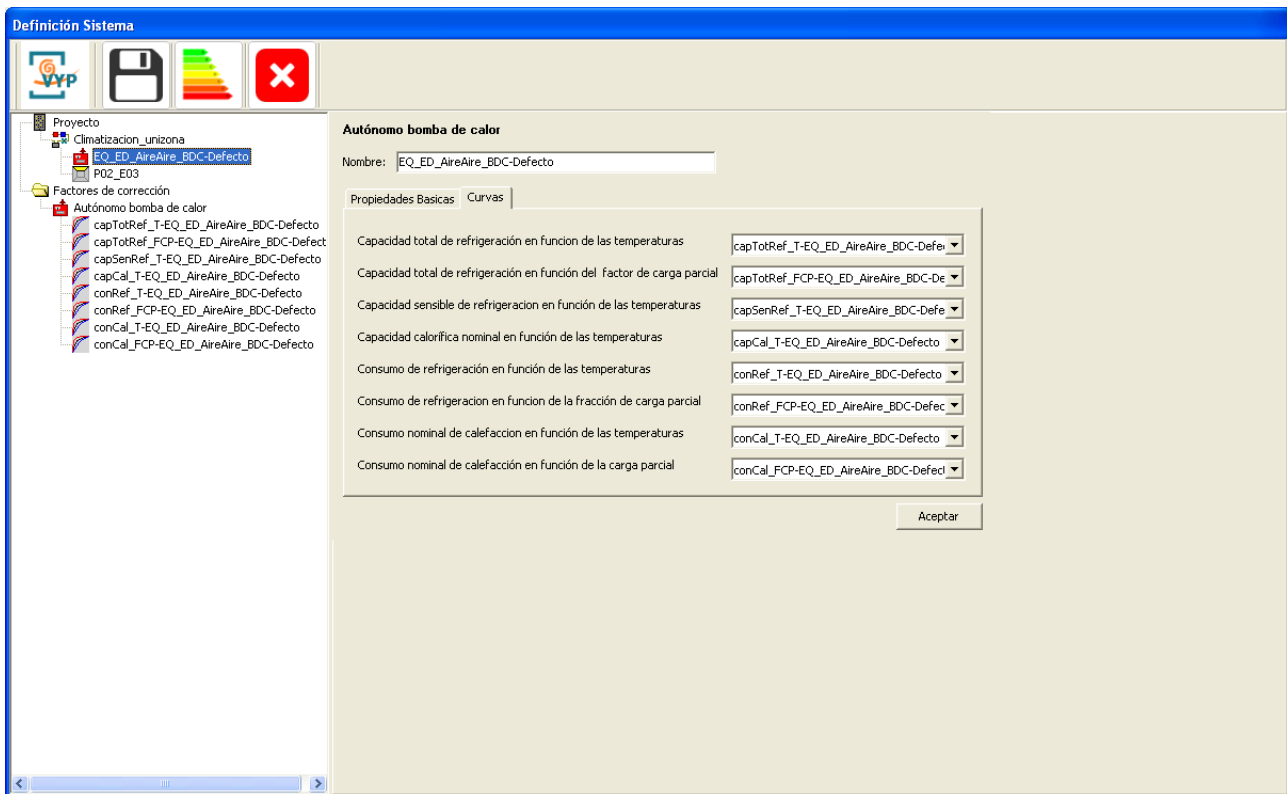 Definición Sistema
VYP
Proyecto
Climatizacion_unizona
EQ_ED_AireAire_BDC-Defecto
P02_E03
Factores de corrección
Autónomo bomba de calor
capTotRef_T-EQ_ED_AireAire_BDC-Defecto
capTotRef_FCP-EQ_ED_AireAire_BDC-Defect
capSenRef_T-EQ_ED_AireAire_BDC-Defecto
capCal_T-EQ_ED_AireAire_BDC-Defecto
conRef_T-EQ_ED_AireAire_BDC-Defecto
conRef_FCP-EQ_ED_AireAire_BDC-Defecto
conCal_T-EQ_ED_AireAire_BDC-Defecto
conCal_FCP-EQ_ED_AireAire_BDC-Defecto
Autónomo bomba de calor
Nombre: EQ_ED_AireAire_BDC-Defecto
Propiedades Basicas Curvas
Capacidad total de refrigeración en funcion de las temperaturas capTotRef_T-EQ_ED_AireAire_BDC-Defe
Capacidad total de refrigeración en función del factor de carga parcial capTotRef_FCP-EQ_ED_AireAire_BDC-De
Capacidad sensible de refrigeracion en función de las temperaturas capSenRef_T-EQ_ED_AireAire_BDC-Defe
Capacidad calorífica nominal en función de las temperaturas capCal_T-EQ_ED_AireAire_BDC-Defecto
Consumo de refrigeración en función de las temperaturas conRef_T-EQ_ED_AireAire_BDC-Defecto
Consumo de refrigeracion en funcion de la fracción de carga parcial conRef_FCP-EQ_ED_AireAire_BDC-Defec
Consumo nominal de calefaccion en función de las temperaturas conCal_T-EQ_ED_AireAire_BDC-Defecto
Consumo nominal de calefacción en función de la carga parcial conCal_FCP-EQ_ED_AireAire_BDC-Defect
Aceptar